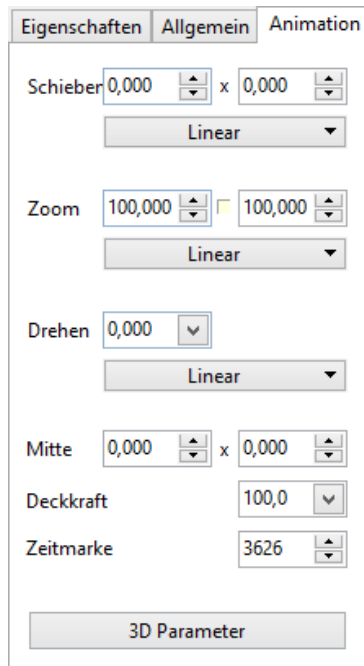 Eigenschaften Allgemein Animation
Schieben 0,000 x 0,000
Linear
Zoom 100,000 100,000
Linear
Drehen 0,000
Linear
Mitte 0,000 x 0,000
Deckkraft 100,0
Zeitmarke 3626
3D Parameter